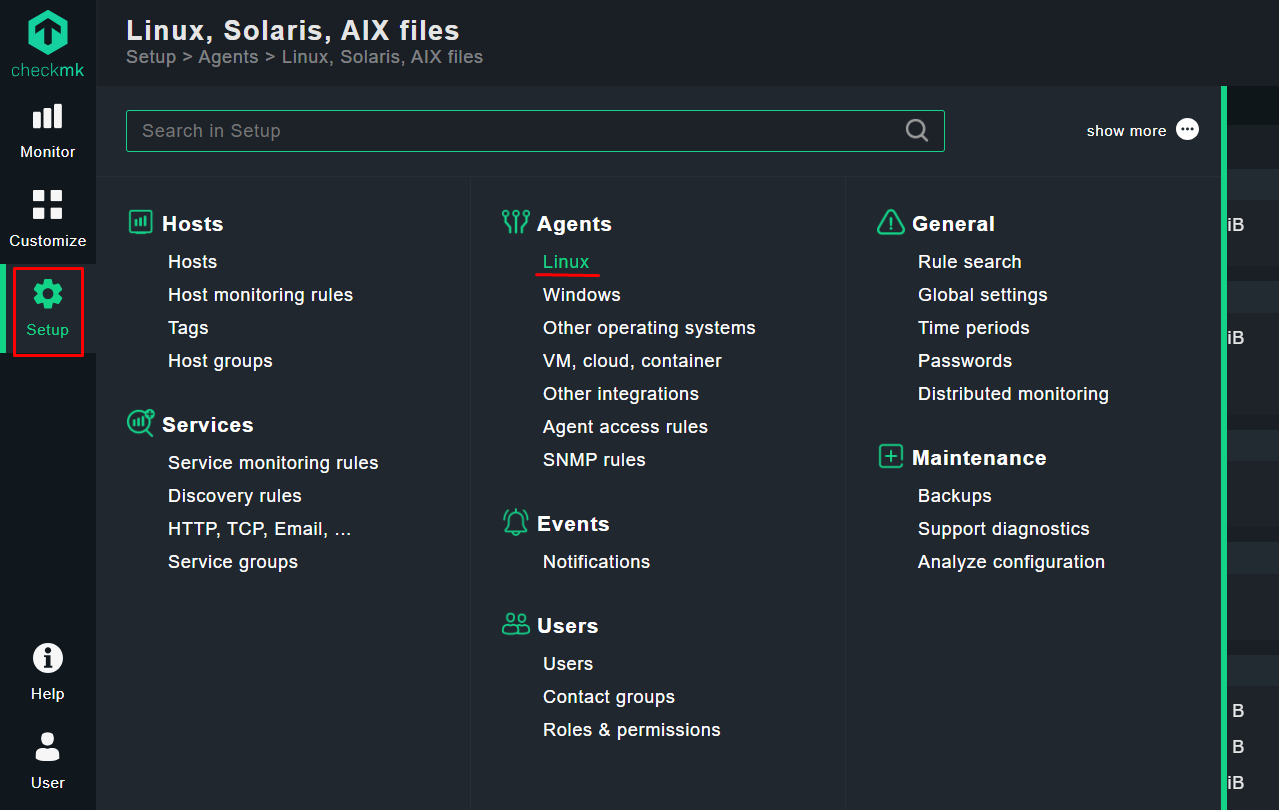 Linux, Solaris, AIX files
Setup > Agents > Linux, Solaris, AIX files
checkmk
Monitor
Customize
Setup
Help
User
Search in Setup
show more
Hosts
Hosts
Host monitoring rules
Tags
Host groups
Services
Service monitoring rules
Discovery rules
HTTP, TCP, Email, ...
Service groups
Agents
Linux
Windows
Other operating systems
VM, cloud, container
Other integrations
Agent access rules
SNMP rules
Events
Notifications
Users
Users
Contact groups
Roles & permissions
General
Rule search
Global settings
Time periods
Passwords
Distributed monitoring
Maintenance
Backups
Support diagnostics
Analyze configuration
iB
iB
B
B
iB